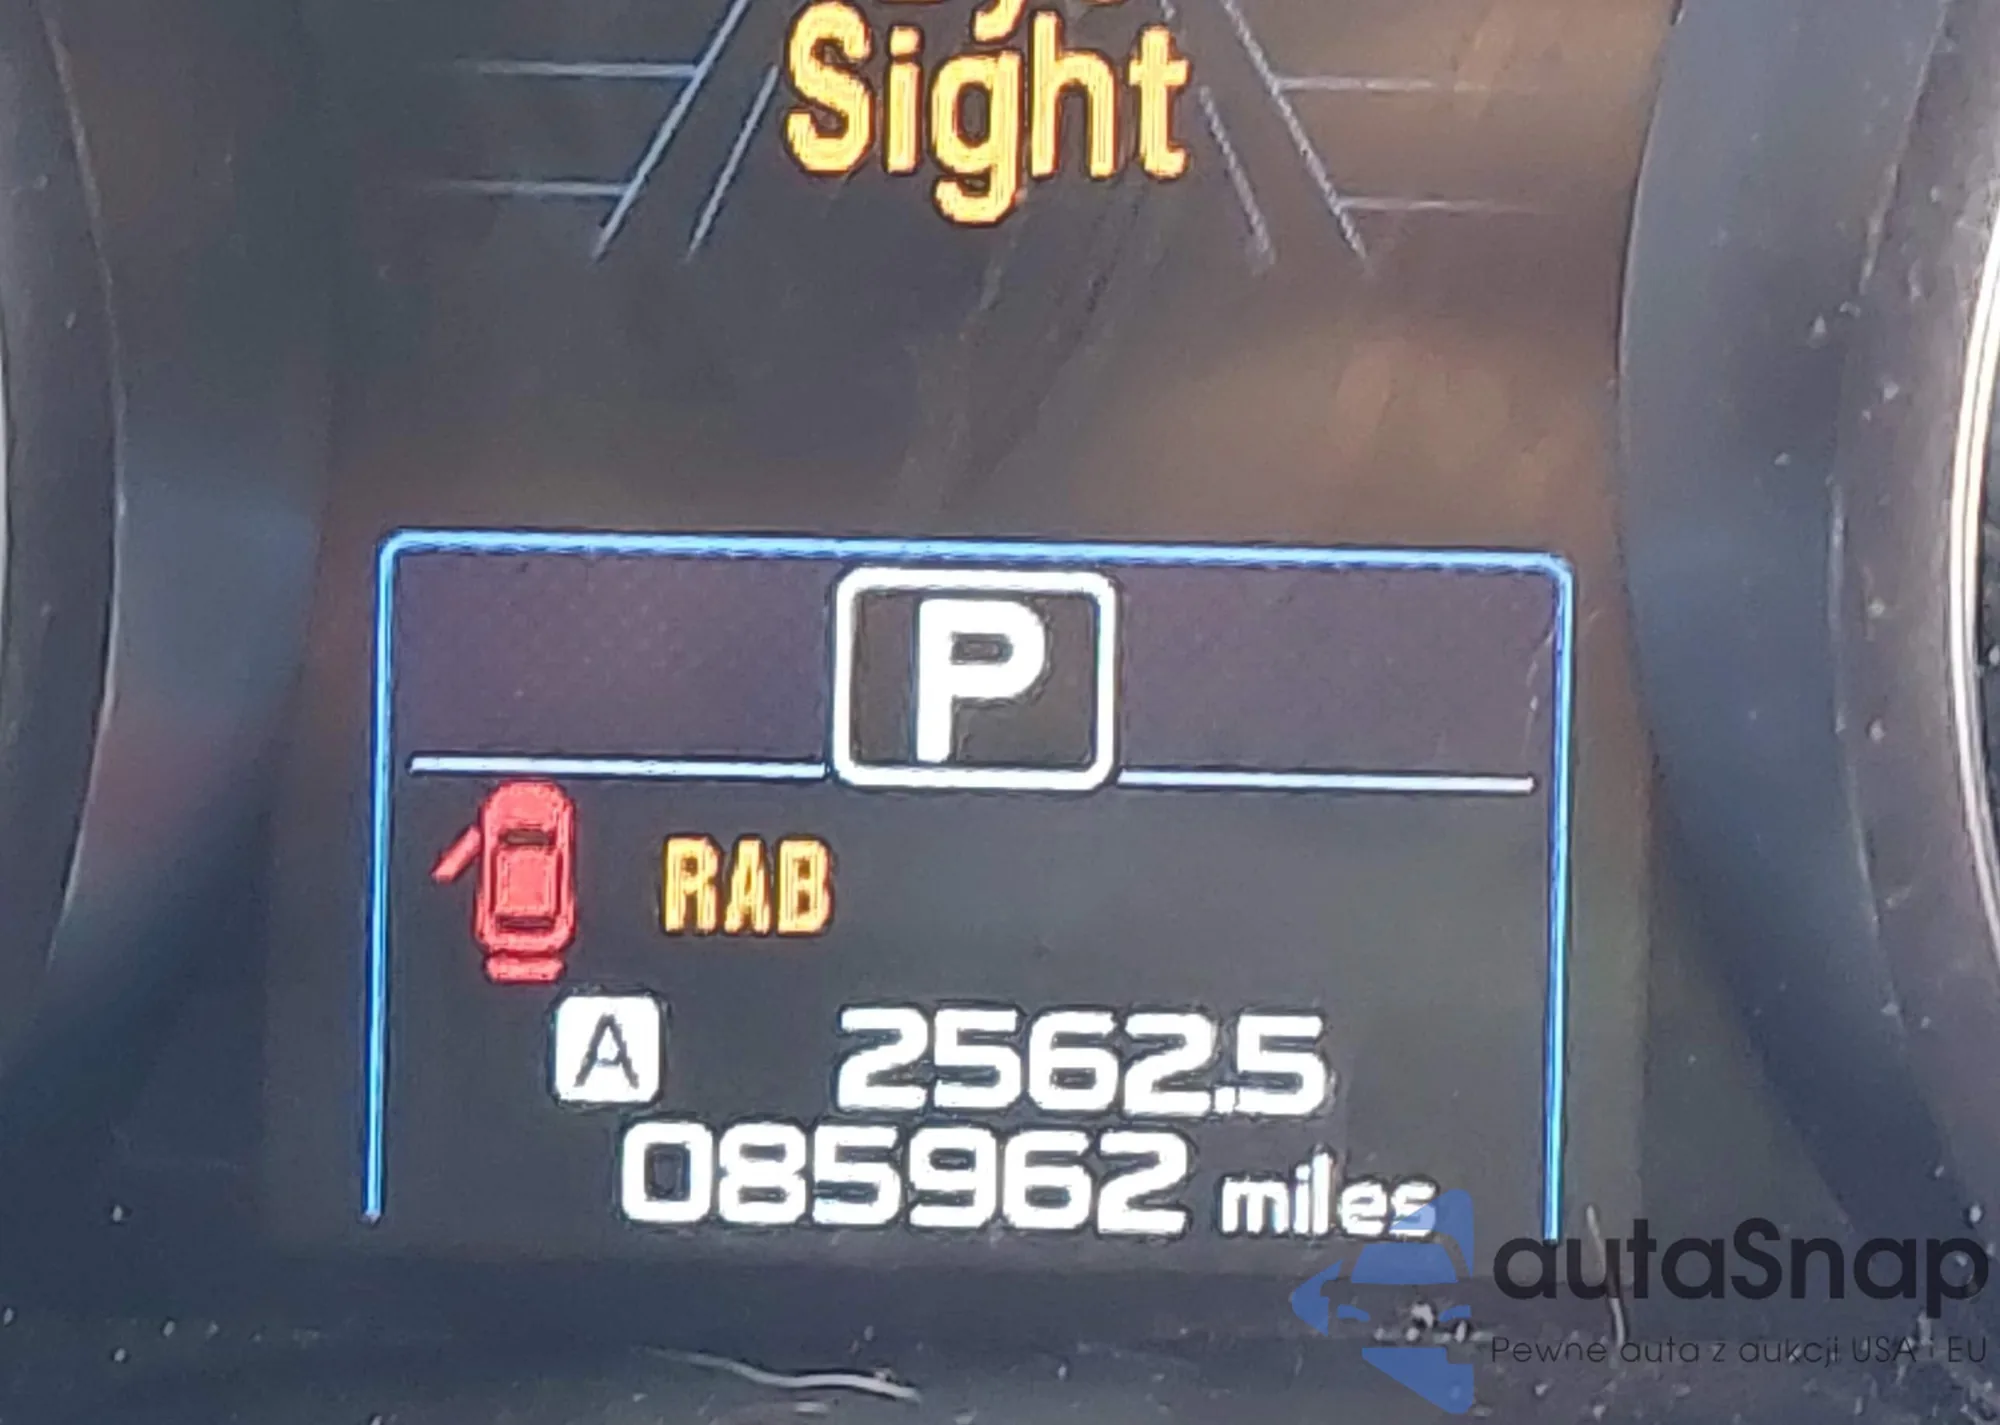 Sight
P
RAB
A 2562.5
085962 miles
autaSnap
Pewne auta z aukcji USA i EU